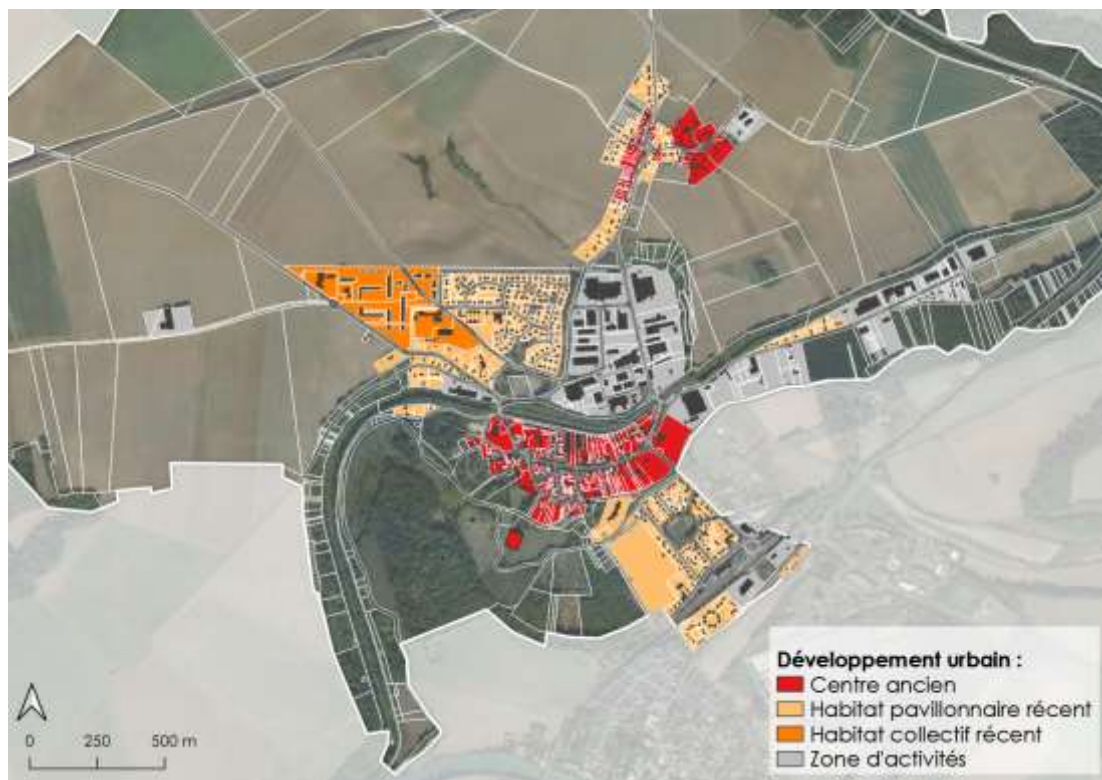 Développement urbain :
Centre ancien
Habitat pavillonnaire récent
Habitat collectif récent
Zone d'activités
0 250 500 m